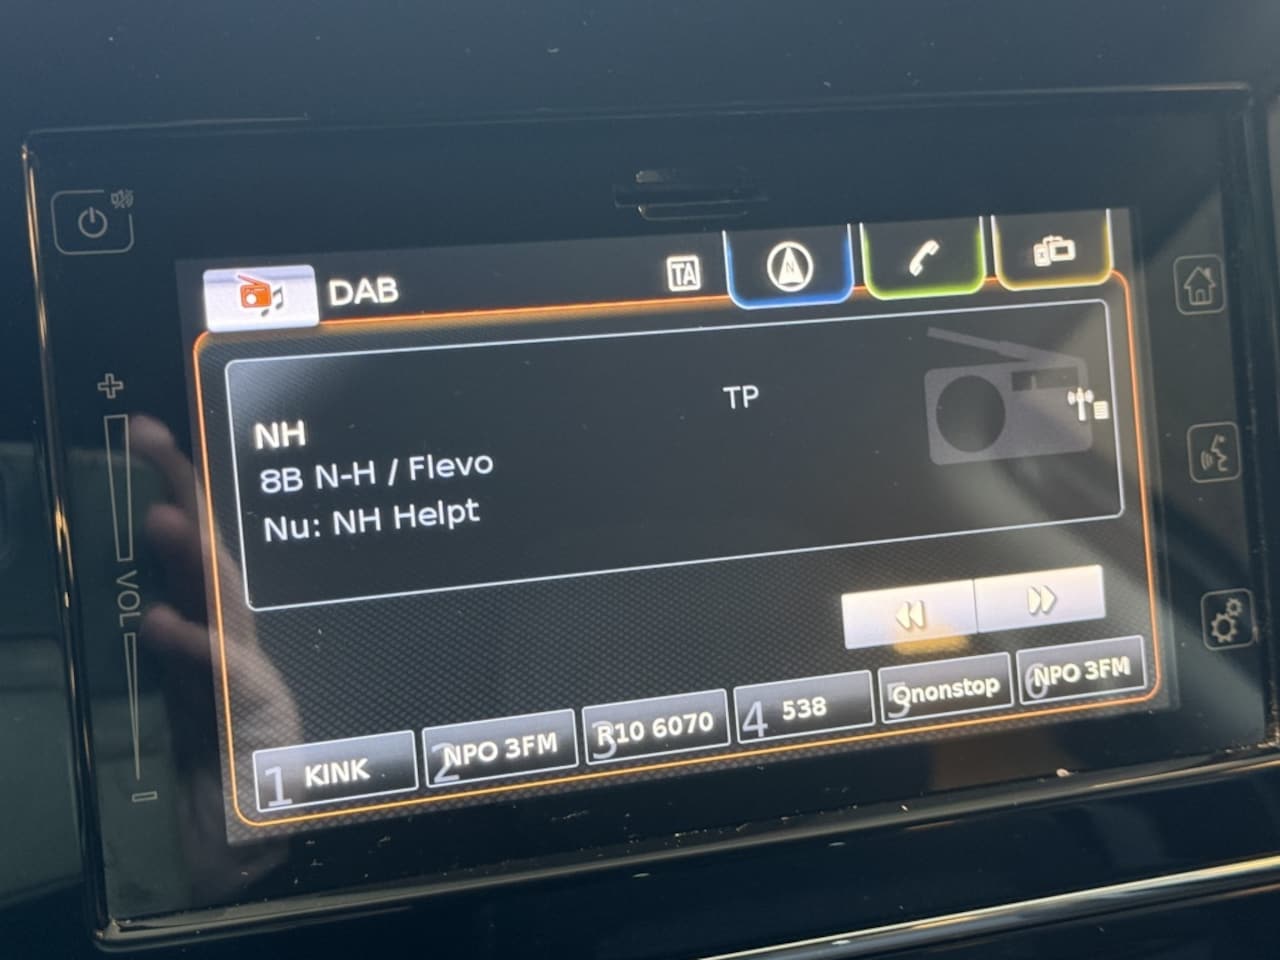 DAB
TA
N
TP
NH
8B N-H / Flevo
Nu: NH Helpt
VOL
1 KINK
2 NPO 3FM
3 R10 6070
4 538
5 Qnonstop
6 NPO 3FM